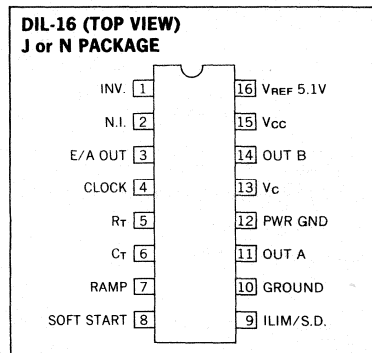 DIL-16 (TOP VIEW)
J or N PACKAGE
INV. 1 16 VREF 5.1V
N.I. 2 15 VCC
E/A OUT 3 14 OUT B
CLOCK 4 13 VC
RT 5 12 PWR GND
CT 6 11 OUT A
RAMP 7 10 GROUND
SOFT START 8 9 ILIM/S.D.